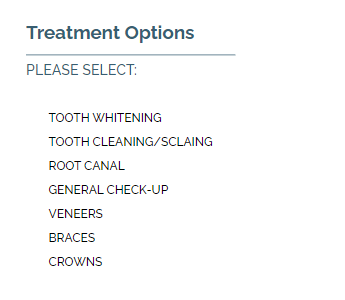 Treatment Options
PLEASE SELECT:
TOOTH WHITENING
TOOTH CLEANING/SCLAING
ROOT CANAL
GENERAL CHECK-UP
VENEERS
BRACES
CROWNS